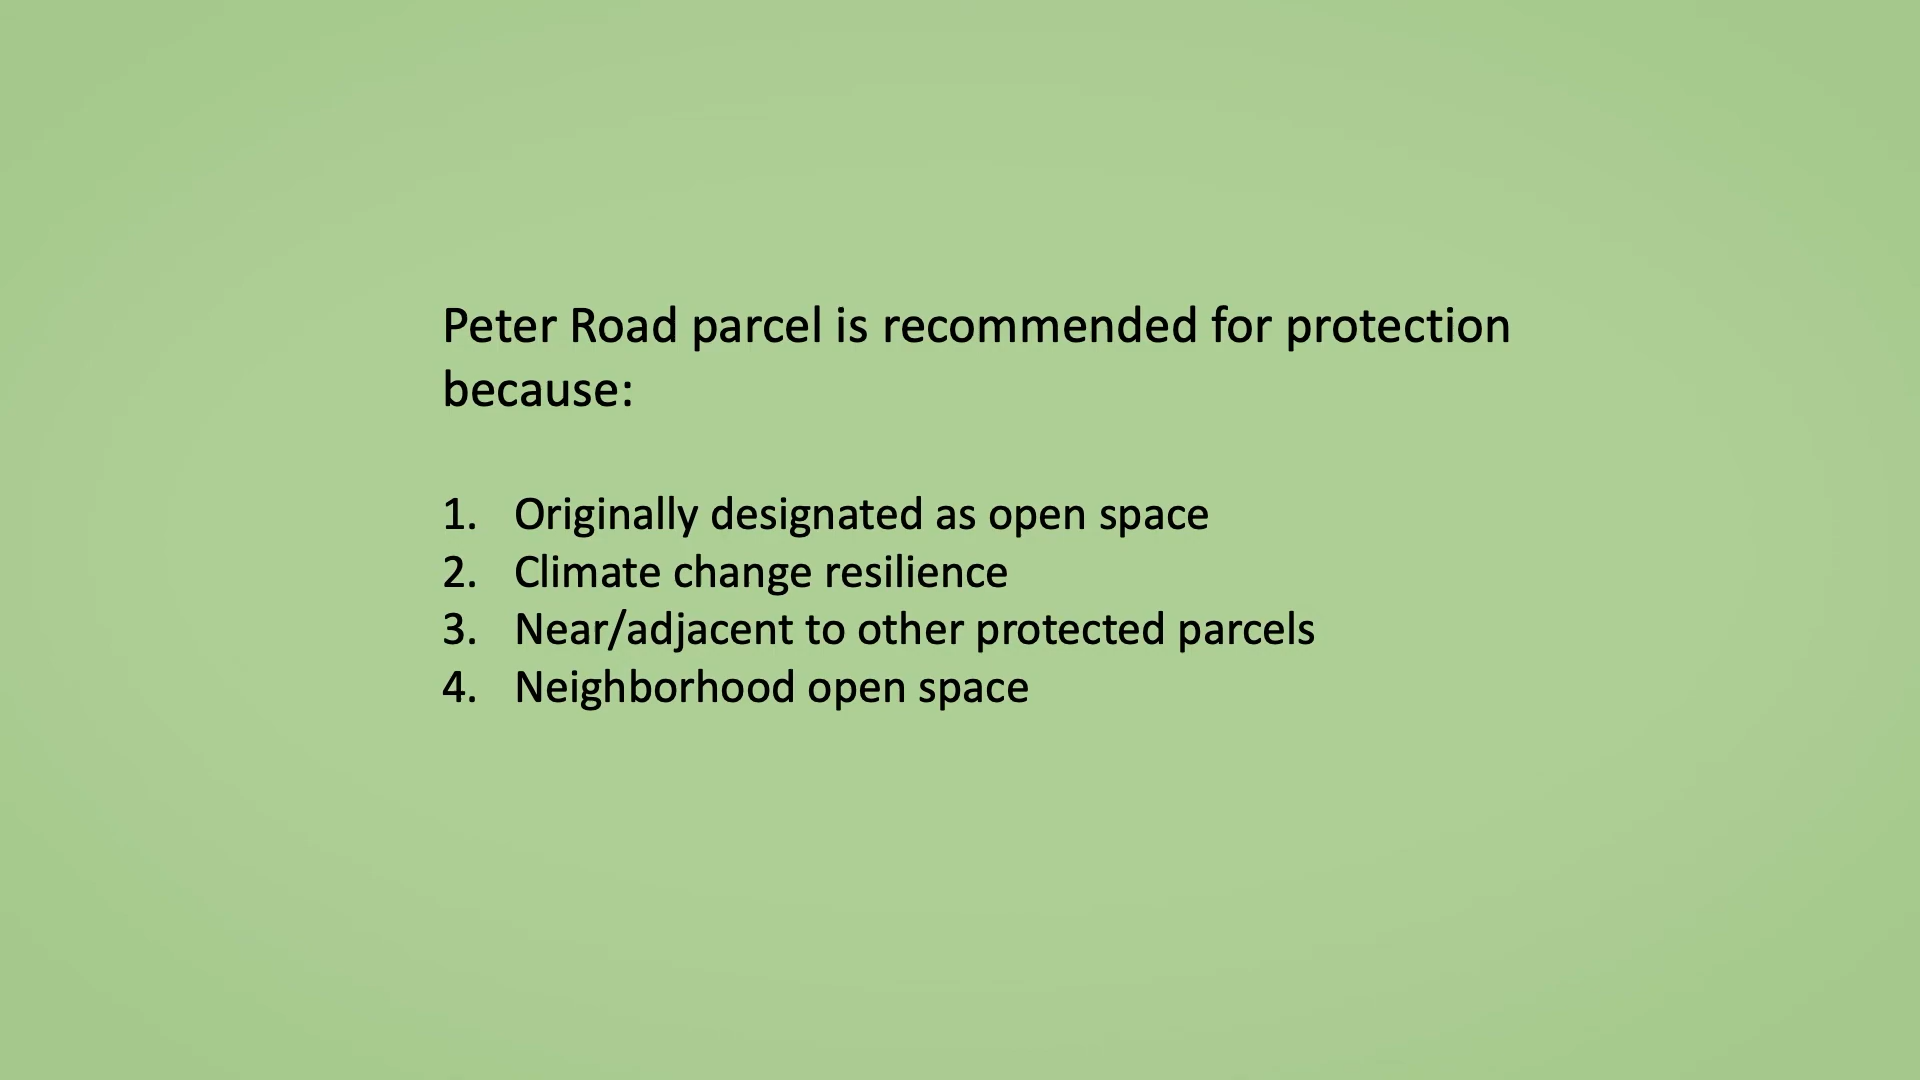 Peter Road parcel is recommended for protection
because:
1. Originally designated as open space
2. Climate change resilience
3. Near/adjacent to other protected parcels
4. Neighborhood open space